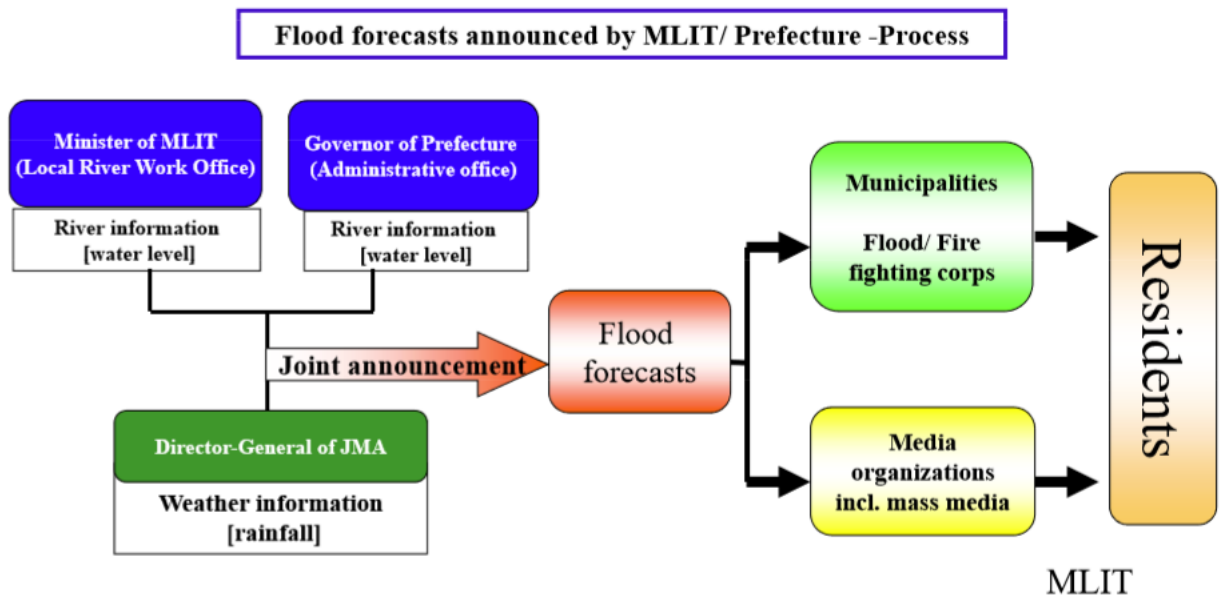 Flood forecasts announced by MLIT/ Prefecture -Process
Minister of MLIT
(Local River Work Office)
River information
[water level]
Governor of Prefecture
(Administrative office)
River information
[water level]
Joint announcement
Director-General of JMA
Weather information
[rainfall]
Flood
forecasts
Municipalities
Flood/ Fire
fighting corps
Media
organizations
incl. mass media
Residents
MLIT